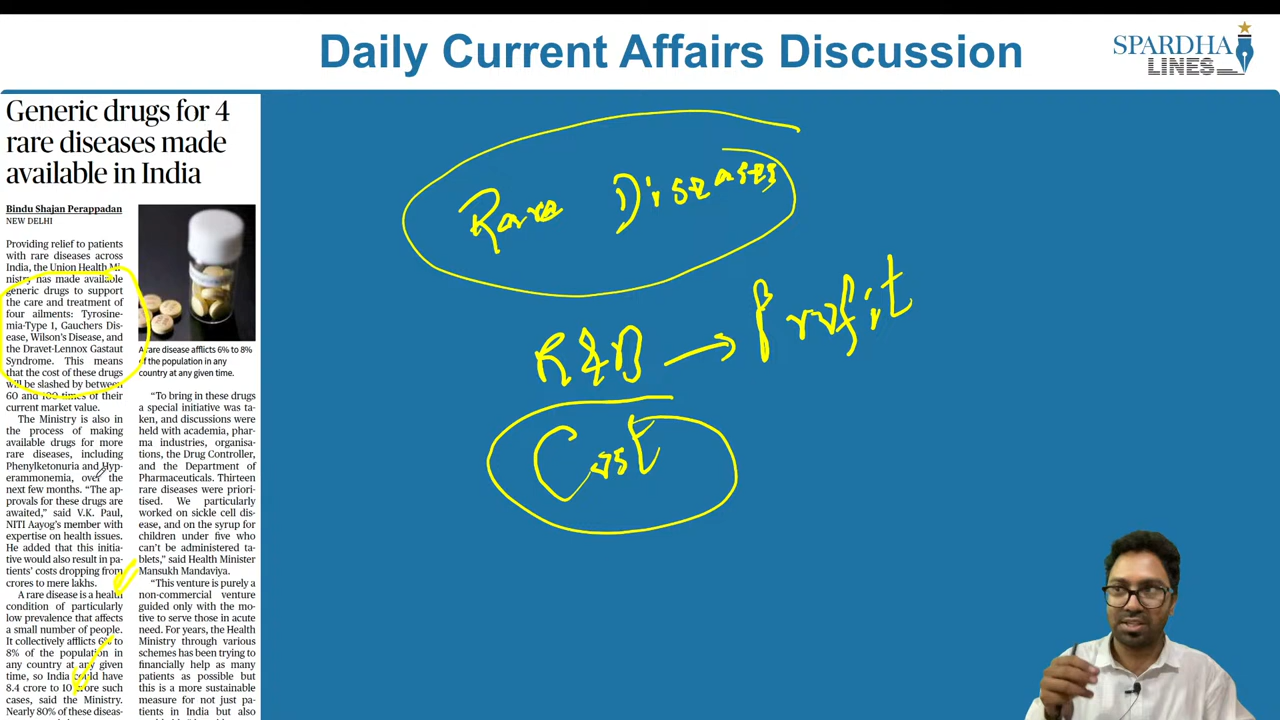 Daily Current Affairs Discussion
SPARDHA
LINES
Generic drugs for 4
rare diseases made
available in India
Bindu Shajan Perappadan
NEW DELHI
Providing relief to patients
with rare diseases across
India, the Union Health Mi-
nistry has made available
generic drugs to support
the care and treatment of
four ailments: Tyrosine-
mia-Type 1, Gauchers Dis-
ease, Wilson's Disease, and
the Dravet-Lennox Gastaut
Syndrome. This means
that the cost of these drugs
will be slashed by between
60 and 100 times of their
current market value.
The Ministry is also in
the process of making
available drugs for more
rare diseases, including
Phenylketonuria and Hyp-
erammonemia, over the
next few months. "The ap-
provals for these drugs are
awaited," said V.K. Paul,
NITI Aayog's member with
expertise on health issues.
He added that this initia-
tive would also result in pa-
tients' costs dropping from
crores to mere lakhs.
A rare disease is a health
condition of particularly
low prevalence that affects
a small number of people.
It collectively afflicts 6% to
8% of the population in
any country at any given
time, so India could have
8.4 crore to 10 crore such
cases, said the Ministry.
Nearly 80% of these diseas-
A rare disease afflicts 6% to 8%
of the population in any
country at any given time.
"To bring in these drugs
a special initiative was ta-
ken, and discussions were
held with academia, phar-
ma industries, organisa-
tions, the Drug Controller,
and the Department of
Pharmaceuticals. Thirteen
rare diseases were priori-
tised. We particularly
worked on sickle cell dis-
ease, and on the syrup for
children under five who
can't be administered ta-
blets," said Health Minister
Mansukh Mandaviya.
"This venture is purely a
non-commercial venture
guided only with the mo-
tive to serve those in acute
need. For years, the Health
Ministry through various
schemes has been trying to
financially help as many
patients as possible but
this is a more sustainable
measure for not just pa-
tients in India but also
Rare Diseases
R&D → Profit
Cost